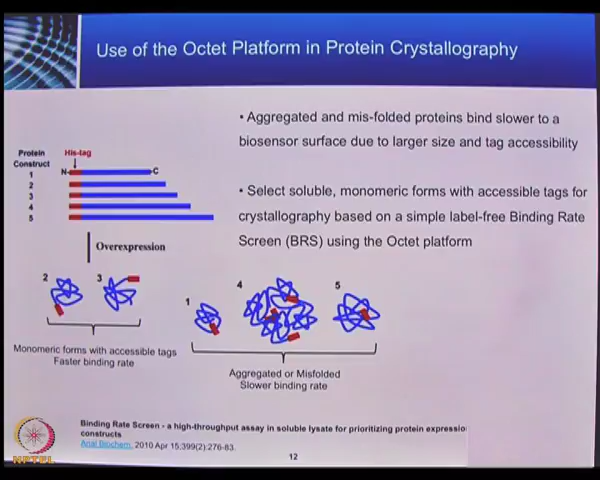 Use of the Octet Platform in Protein Crystallography
• Aggregated and mis-folded proteins bind slower to a
biosensor surface due to larger size and tag accessibility
• Select soluble, monomeric forms with accessible tags for
crystallography based on a simple label-free Binding Rate
Screen (BRS) using the Octet platform
Protein
Construct
His-tag
1 N C
2
3
4
5
Overexpression
2 3
1 4 5
Monomeric forms with accessible tags
Faster binding rate
Aggregated or Misfolded
Slower binding rate
Binding Rate Screen - a high-throughput assay in soluble lysate for prioritizing protein expressio
constructs
Anal Biochem. 2010 Apr 15;399(2):276-83.
12
NPTEL